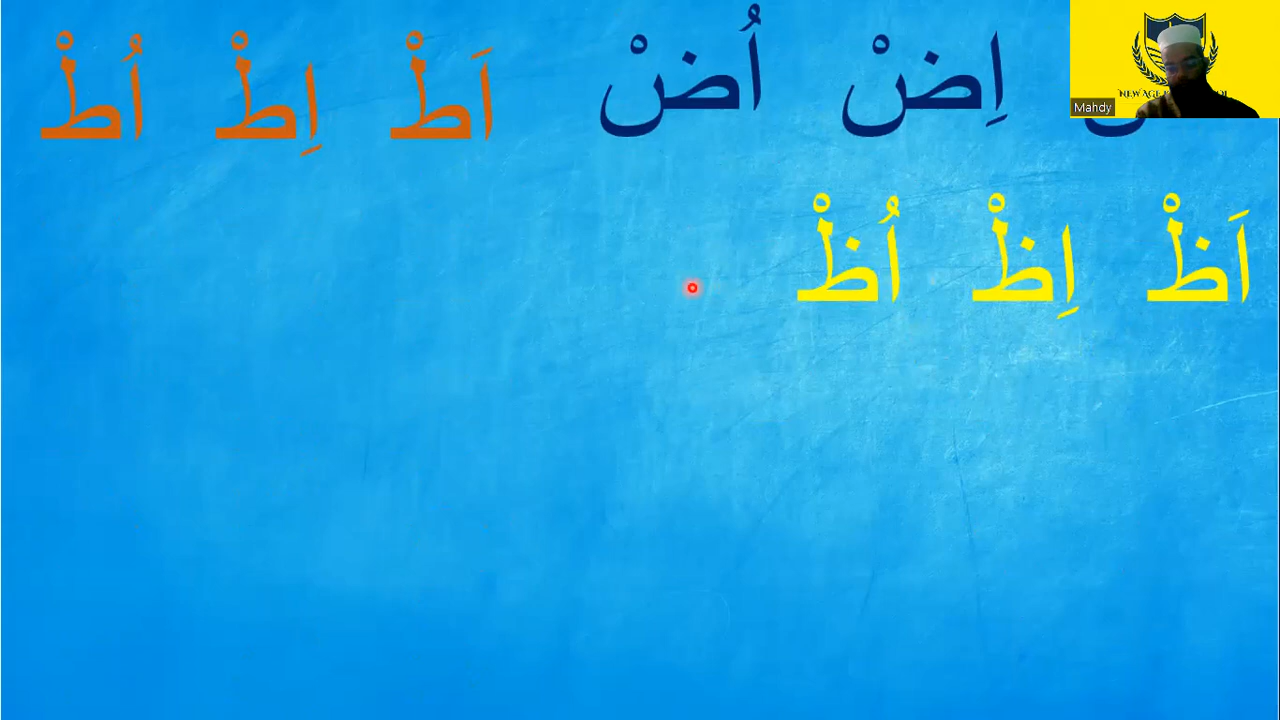 اِضْ اُضْ اَطْ اِطْ اُطْ
اَظْ اِظْ اُظْ
Mahdy